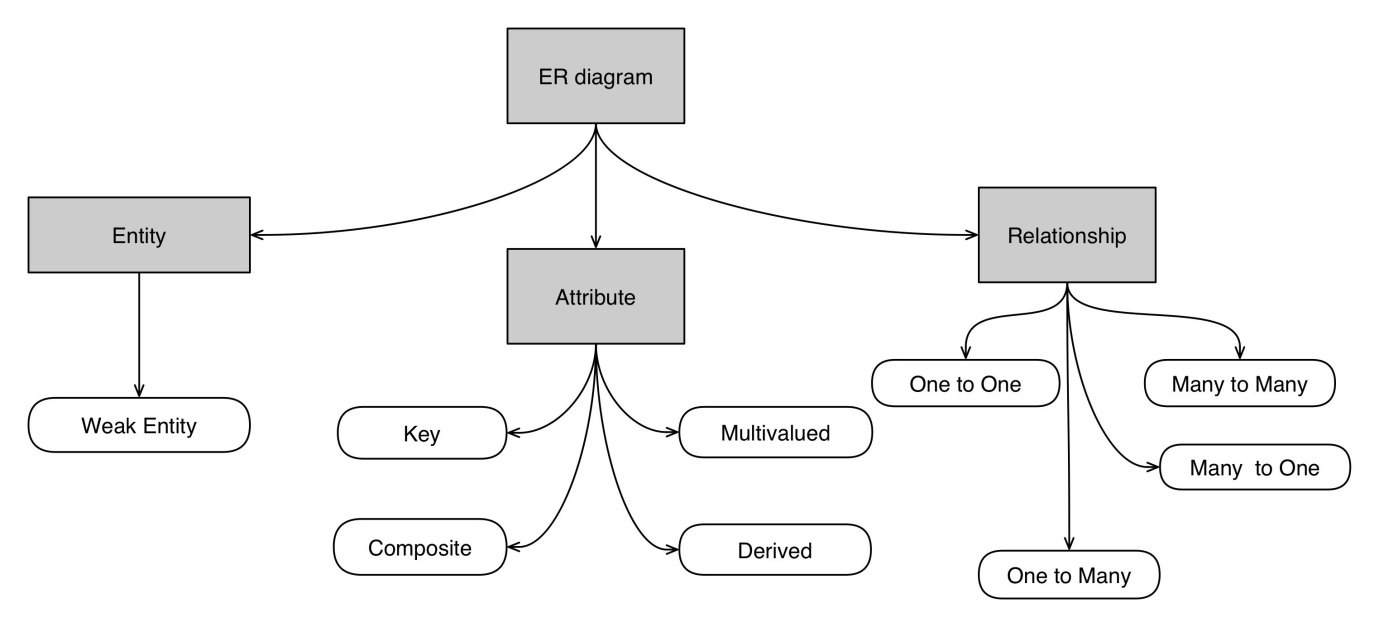 ER diagram
Entity
Relationship
Attribute
One to One
Many to Many
Weak Entity
Key
Multivalued
Many  to One
Composite
Derived
One to Many